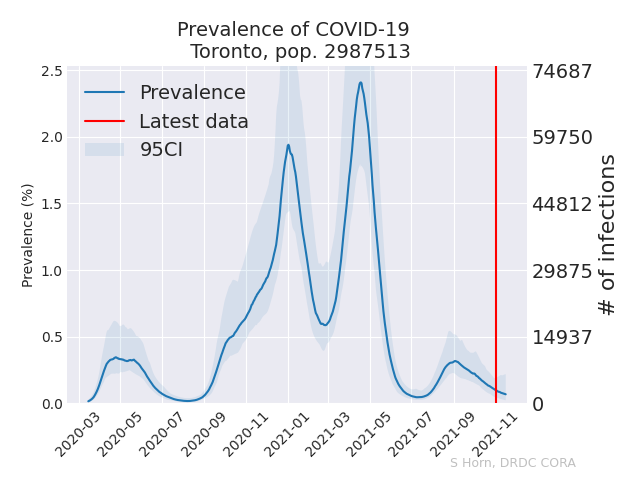 Prevalence of COVID-19
Toronto, pop. 2987513
Prevalence
Latest data
95CI
Prevalence (%)
2.5
2.0
1.5
1.0
0.5
0.0
74687
59750
44812
29875
14937
0
# of infections
2020-03
2020-05
2020-07
2020-09
2020-11
2021-01
2021-03
2021-05
2021-07
2021-09
2021-11
S Horn, DRDC CORA